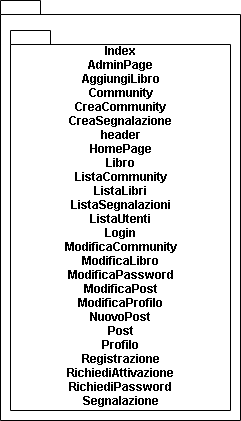 Index
AdminPage
AggiungiLibro
Community
CreaCommunity
CreaSegnalazione
header
HomePage
Libro
ListaCommunity
ListaLibri
ListaSegnalazioni
ListaUtenti
Login
ModificaCommunity
ModificaLibro
ModificaPassword
ModificaPost
ModificaProfilo
NuovoPost
Post
Profilo
Registrazione
RichiediAttivazione
RichiediPassword
Segnalazione